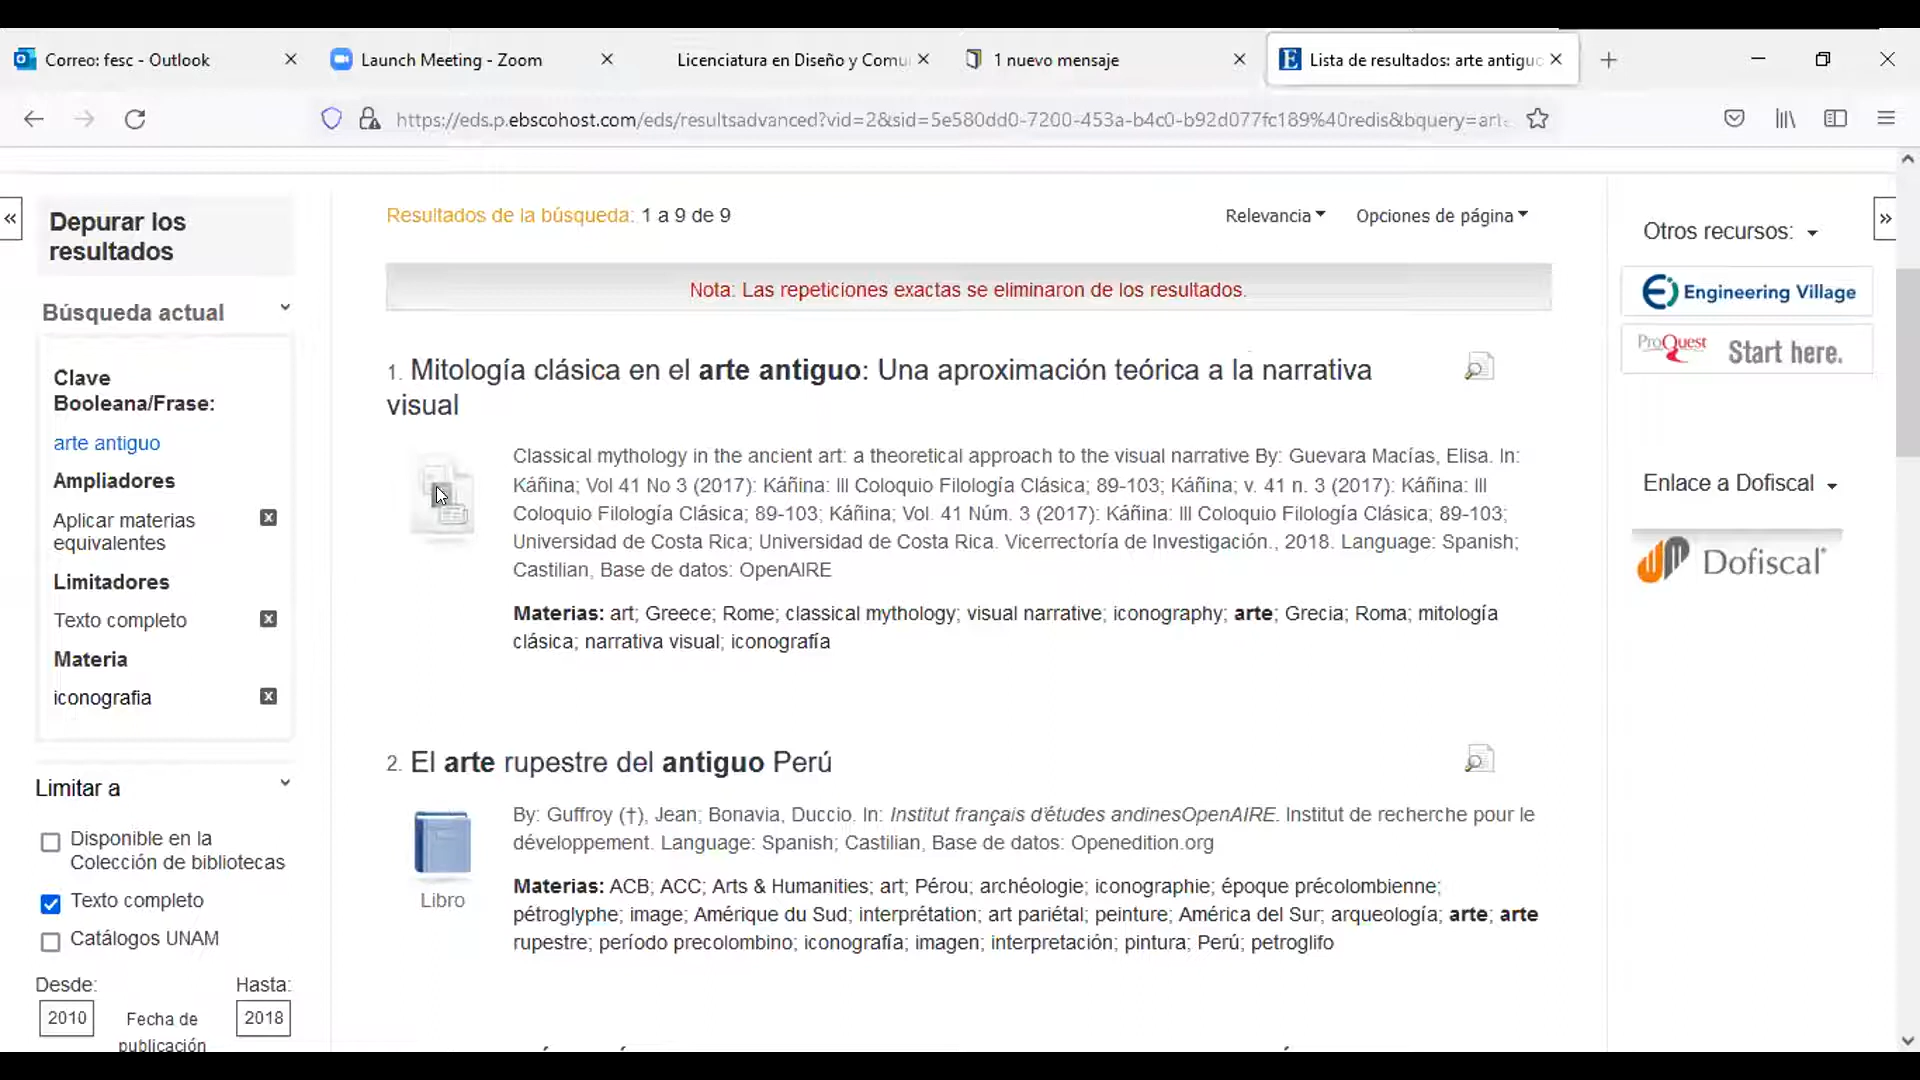 Correo: fesc - Outlook
Launch Meeting - Zoom
Licenciatura en Diseño y Comu
1 nuevo mensaje
Lista de resultados: arte antiguo
https://eds.p.ebscohost.com/eds/resultsadvanced?vid=2&sid=5e580dd0-7200-453a-b4c0-b92d077fc189%40redis&bquery=art
Depurar los
resultados
Búsqueda actual
Clave
Booleana/Frase:
arte antiguo
Ampliadores
Aplicar materias
equivalentes
Limitadores
Texto completo
Materia
iconografia
Limitar a
Disponible en la
Colección de bibliotecas
Texto completo
Catálogos UNAM
Desde: Hasta:
2010 Fecha de 2018
publicación
Resultados de la búsqueda: 1 a 9 de 9
Relevancia Opciones de página
Nota: Las repeticiones exactas se eliminaron de los resultados.
1. Mitología clásica en el arte antiguo: Una aproximación teórica a la narrativa
visual
Classical mythology in the ancient art: a theoretical approach to the visual narrative By: Guevara Macías, Elisa. In:
Káñina; Vol 41 No 3 (2017): Káñina: III Coloquio Filología Clásica; 89-103; Káñina; v. 41 n. 3 (2017): Káñina: III
Coloquio Filología Clásica; 89-103; Káñina; Vol. 41 Núm. 3 (2017): Káñina: III Coloquio Filología Clásica; 89-103;
Universidad de Costa Rica; Universidad de Costa Rica. Vicerrectoría de Investigación., 2018. Language: Spanish;
Castilian, Base de datos: OpenAIRE
Materias: art; Greece; Rome; classical mythology; visual narrative; iconography; arte; Grecia; Roma; mitología
clásica; narrativa visual; iconografía
2. El arte rupestre del antiguo Perú
By: Guffroy (†), Jean; Bonavia, Duccio. In: Institut français d'études andinesOpenAIRE. Institut de recherche pour le
développement. Language: Spanish; Castilian, Base de datos: Openedition.org
Libro
Materias: ACB; ACC; Arts & Humanities; art; Pérou; archéologie; iconographie; époque précolombienne;
pétroglyphe; image; Amérique du Sud; interprétation; art pariétal; peinture; América del Sur; arqueología; arte; arte
rupestre; período precolombino; iconografía; imagen; interpretación; pintura; Perú; petroglifo
Otros recursos:
Engineering Village
ProQuest Start here.
Enlace a Dofiscal
Dofiscal